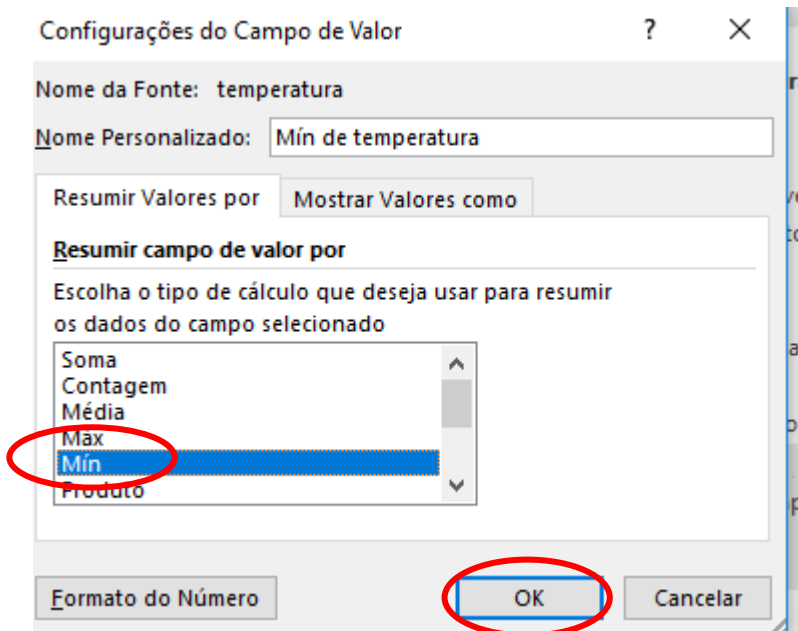 Configurações do Campo de Valor ? ×
Nome da Fonte: temperatura
Nome Personalizado: Mín de temperatura
Resumir Valores por Mostrar Valores como
Resumir campo de valor por
Escolha o tipo de cálculo que deseja usar para resumir
os dados do campo selecionado
Soma
Contagem
Média
Máx
Mín
Produto
Formato do Número OK Cancelar